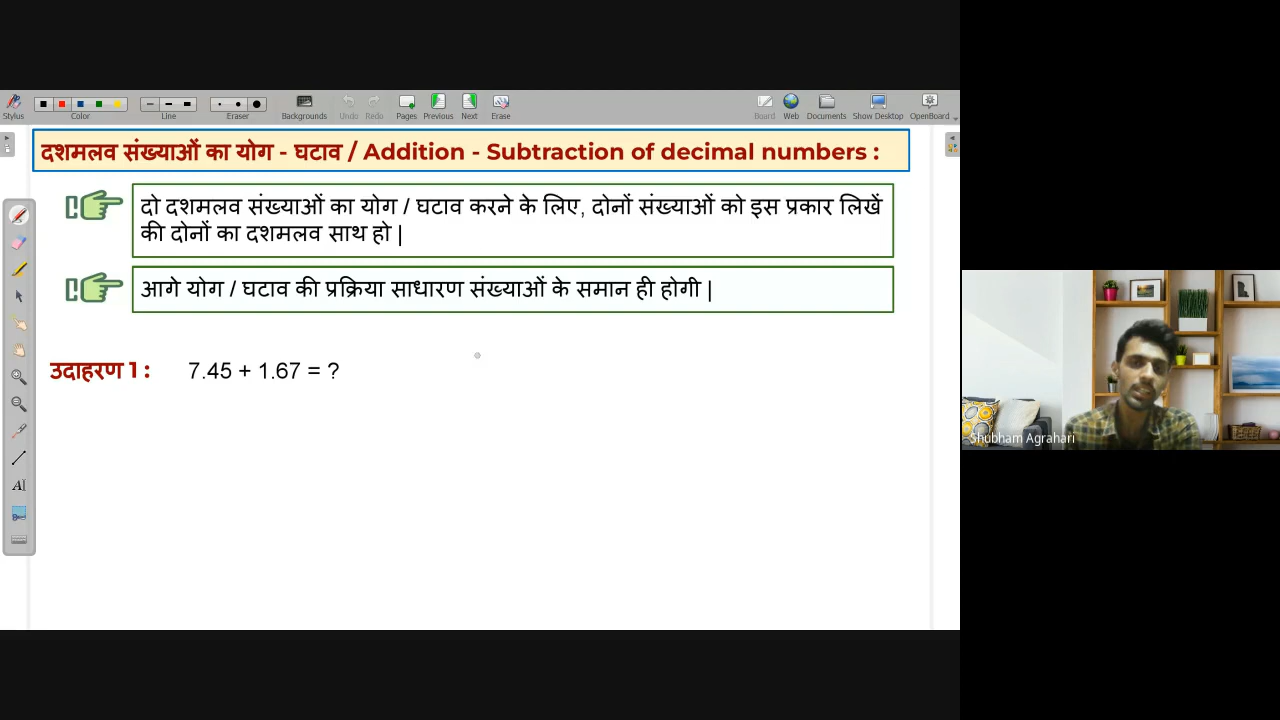 Stylus
Color
Line
Eraser
Backgrounds
Undo
Redo
Pages
Previous
Next
Erase
Board
Web
Documents
Show Desktop
OpenBoard
दशमलव संख्याओं का योग - घटाव / Addition - Subtraction of decimal numbers :
दो दशमलव संख्याओं का योग / घटाव करने के लिए, दोनों संख्याओं को इस प्रकार लिखें
की दोनों का दशमलव साथ हो |
आगे योग / घटाव की प्रक्रिया साधारण संख्याओं के समान ही होगी |
उदाहरण 1 : 7.45 + 1.67 = ?
Shubham Agrahari